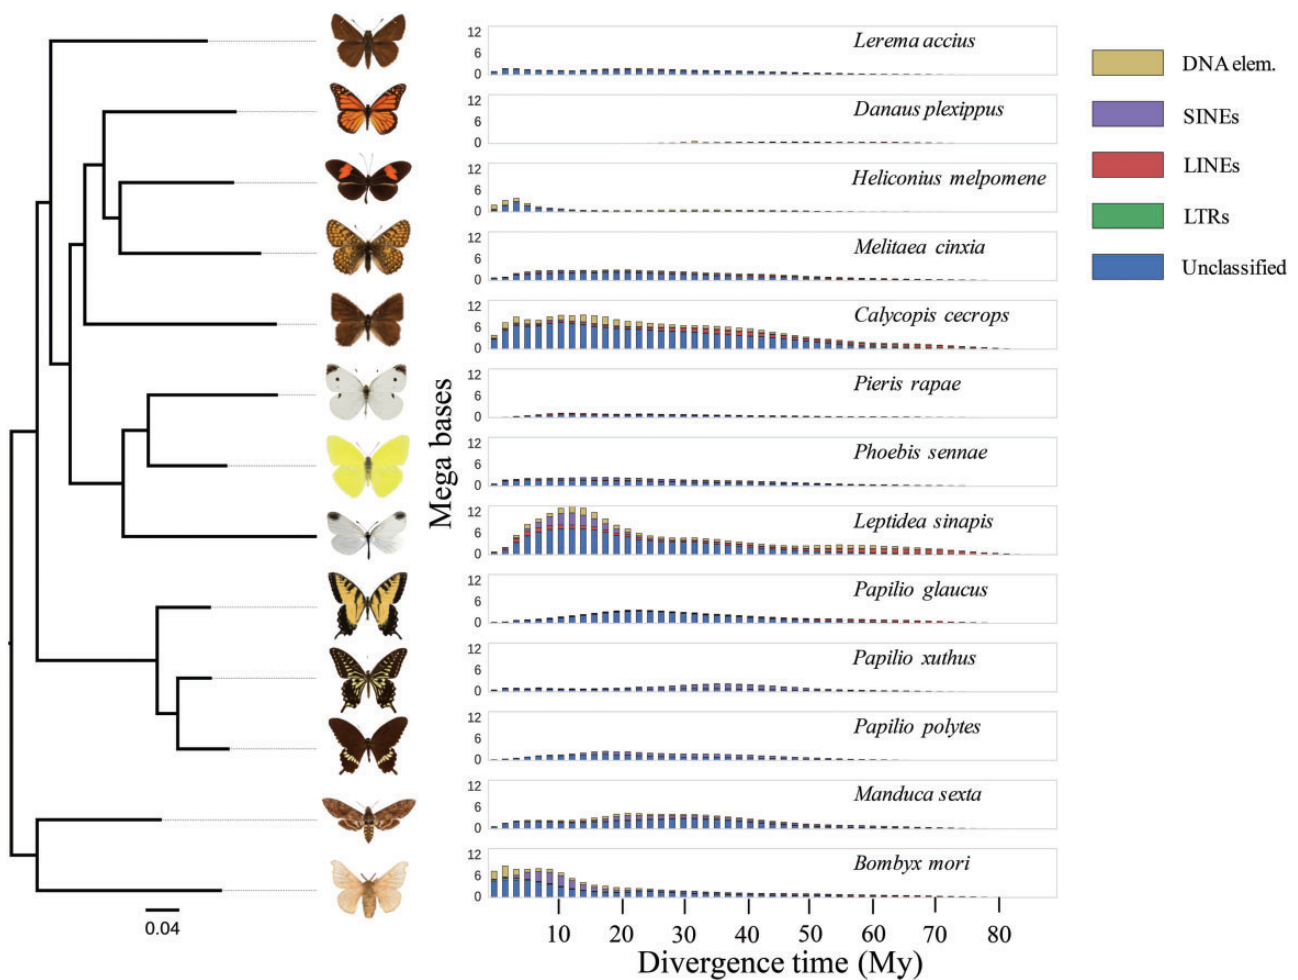 12
6
0
Lerema accius
12
6
0
Danaus plexippus
12
6
0
Heliconius melpomene
12
6
0
Melitaea cinxia
12
6
0
Calycopis cecrops
12
6
0
Pieris rapae
12
6
0
Phoebis sennae
12
6
0
Leptidea sinapis
12
6
0
Papilio glaucus
12
6
0
Papilio xuthus
12
6
0
Papilio polytes
12
6
0
Manduca sexta
12
6
0
Bombyx mori
Mega bases
10 20 30 40 50 60 70 80
Divergence time (My)
0.04
DNA elem.
SINEs
LINEs
LTRs
Unclassified